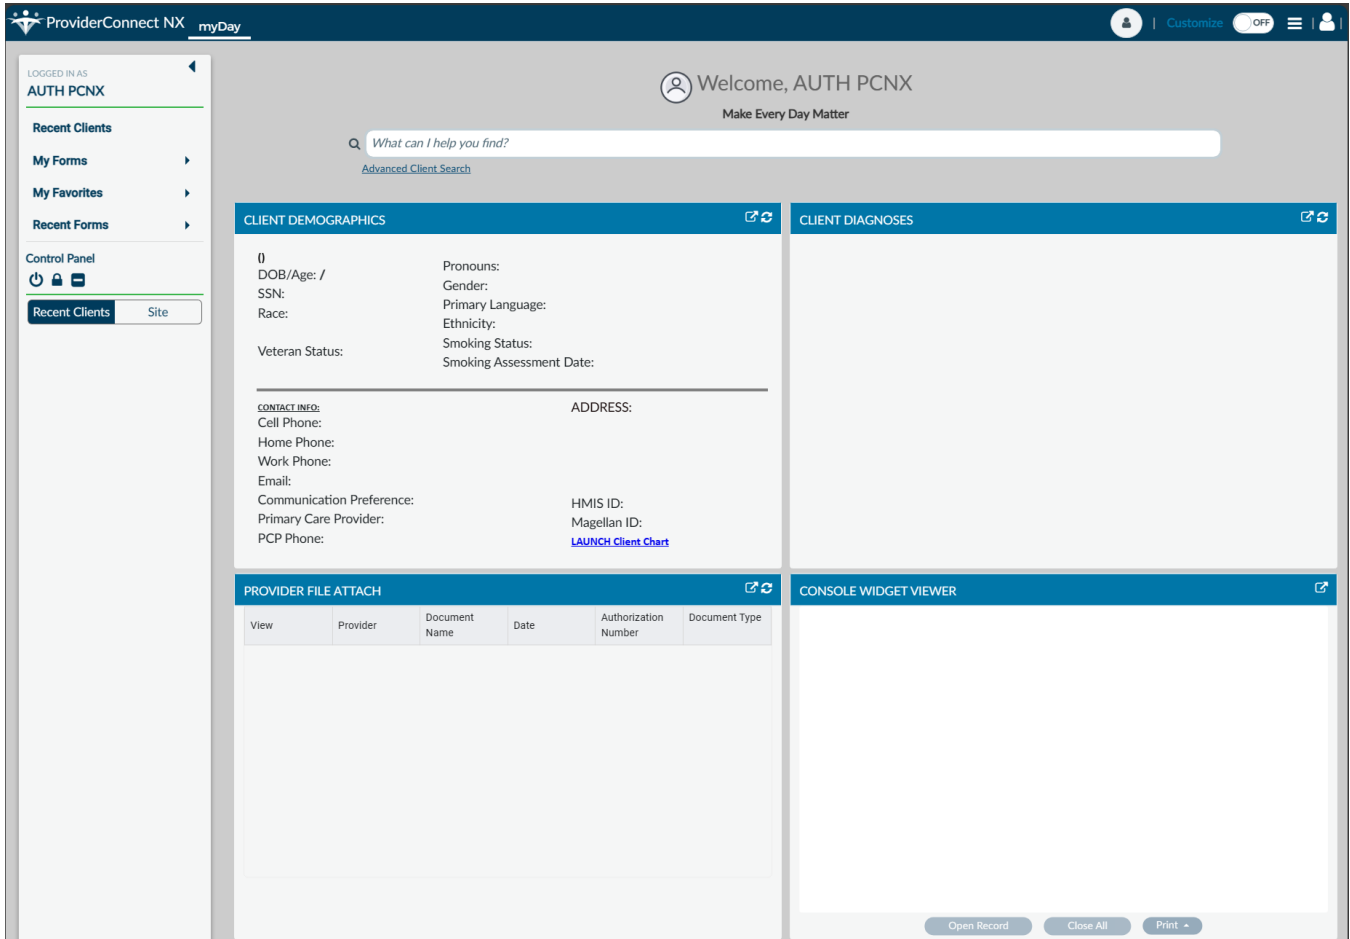 ProviderConnect NX myDay
Customize OFF
LOGGED IN AS
AUTH PCNX
Recent Clients
My Forms
My Favorites
Recent Forms
Control Panel
Recent Clients Site
Welcome, AUTH PCNX
Make Every Day Matter
What can I help you find?
Advanced Client Search
CLIENT DEMOGRAPHICS
()
DOB/Age: /
SSN:
Race:
Veteran Status:
Pronouns:
Gender:
Primary Language:
Ethnicity:
Smoking Status:
Smoking Assessment Date:
CONTACT INFO:
Cell Phone:
Home Phone:
Work Phone:
Email:
Communication Preference:
Primary Care Provider:
PCP Phone:
ADDRESS:
HMIS ID:
Magellan ID:
LAUNCH Client Chart
CLIENT DIAGNOSES
PROVIDER FILE ATTACH
View
Provider
Document
Name
Date
Authorization
Number
Document Type
CONSOLE WIDGET VIEWER
Open Record Close All Print